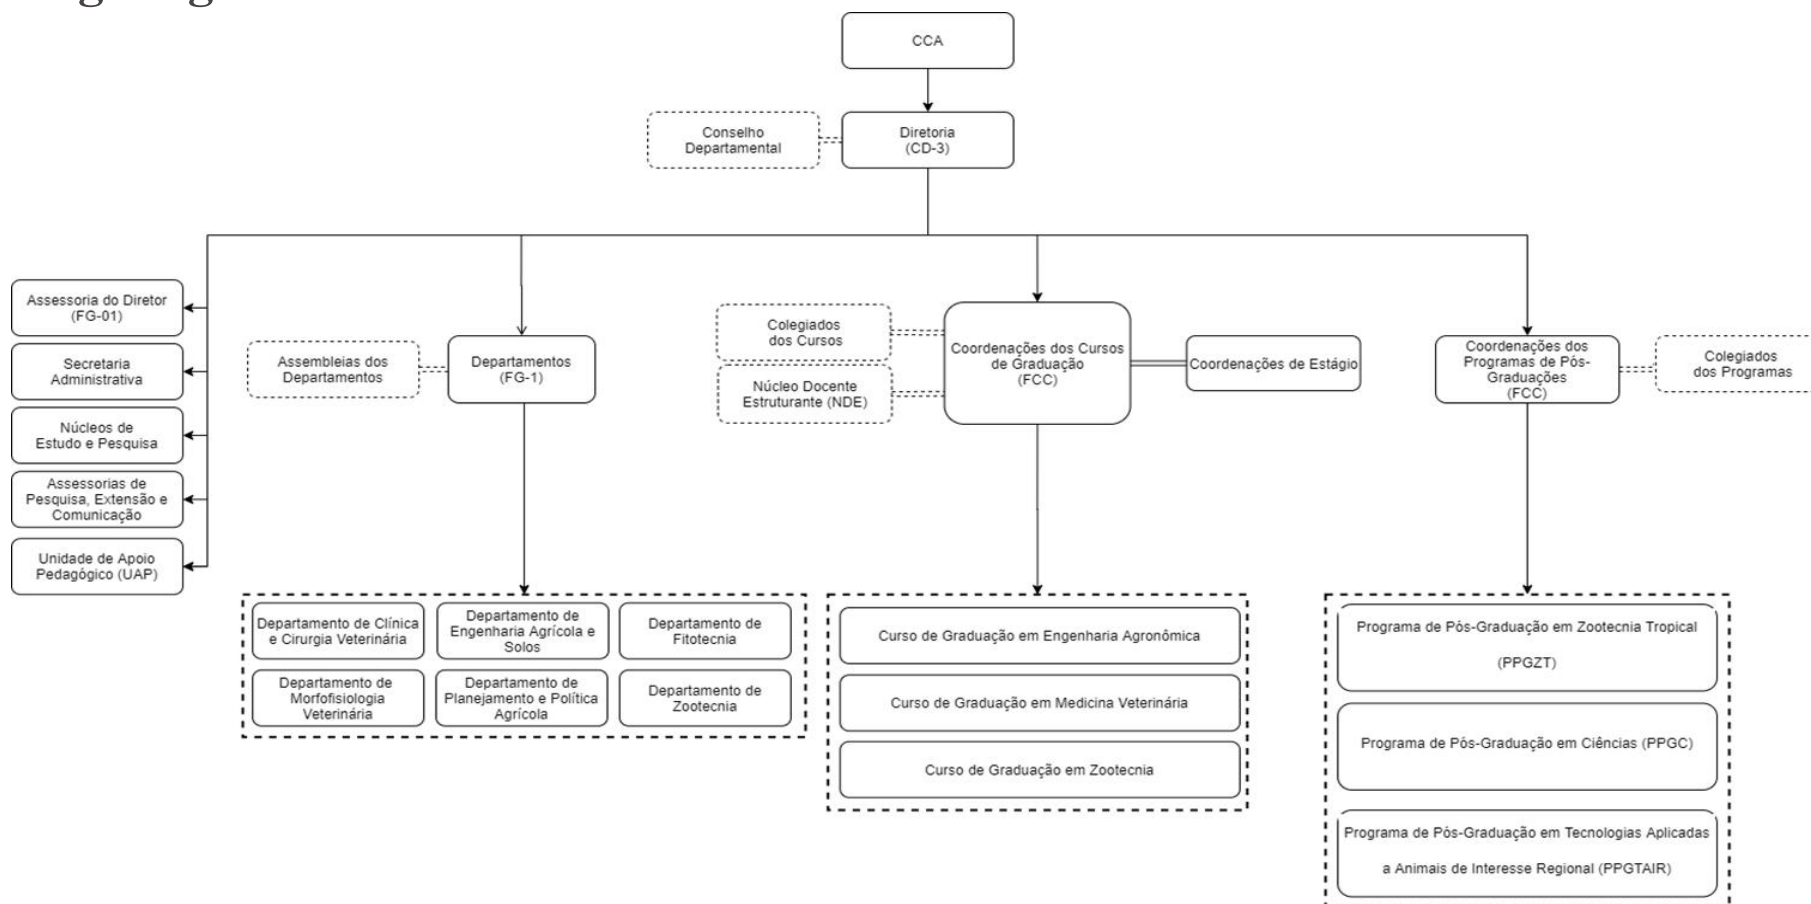 CCA
Conselho
Departamental
Diretoria
(CD-3)
Assessoria do Diretor
(FG-01)
Secretaria
Administrativa
Núcleos de
Estudo e Pesquisa
Assessorias de
Pesquisa, Extensão e
Comunicação
Unidade de Apoio
Pedagógico (UAP)
Assembleias dos
Departamentos
Departamentos
(FG-1)
Colegiados
dos Cursos
Núcleo Docente
Estruturante (NDE)
Coordenações dos Cursos
de Graduação
(FCC)
Coordenações de Estágio
Coordenações dos
Programas de Pós-
Graduações
(FCC)
Colegiados
dos Programas
Departamento de Clínica
e Cirurgia Veterinária
Departamento de
Engenharia Agrícola e
Solos
Departamento de
Fitotecnia
Departamento de
Morfofisiologia
Veterinária
Departamento de
Planejamento e Política
Agrícola
Departamento de
Zootecnia
Curso de Graduação em Engenharia Agronômica
Curso de Graduação em Medicina Veterinária
Curso de Graduação em Zootecnia
Programa de Pós-Graduação em Zootecnia Tropical
(PPGZT)
Programa de Pós-Graduação em Ciências (PPGC)
Programa de Pós-Graduação em Tecnologias Aplicadas
a Animais de Interesse Regional (PPGTAIR)